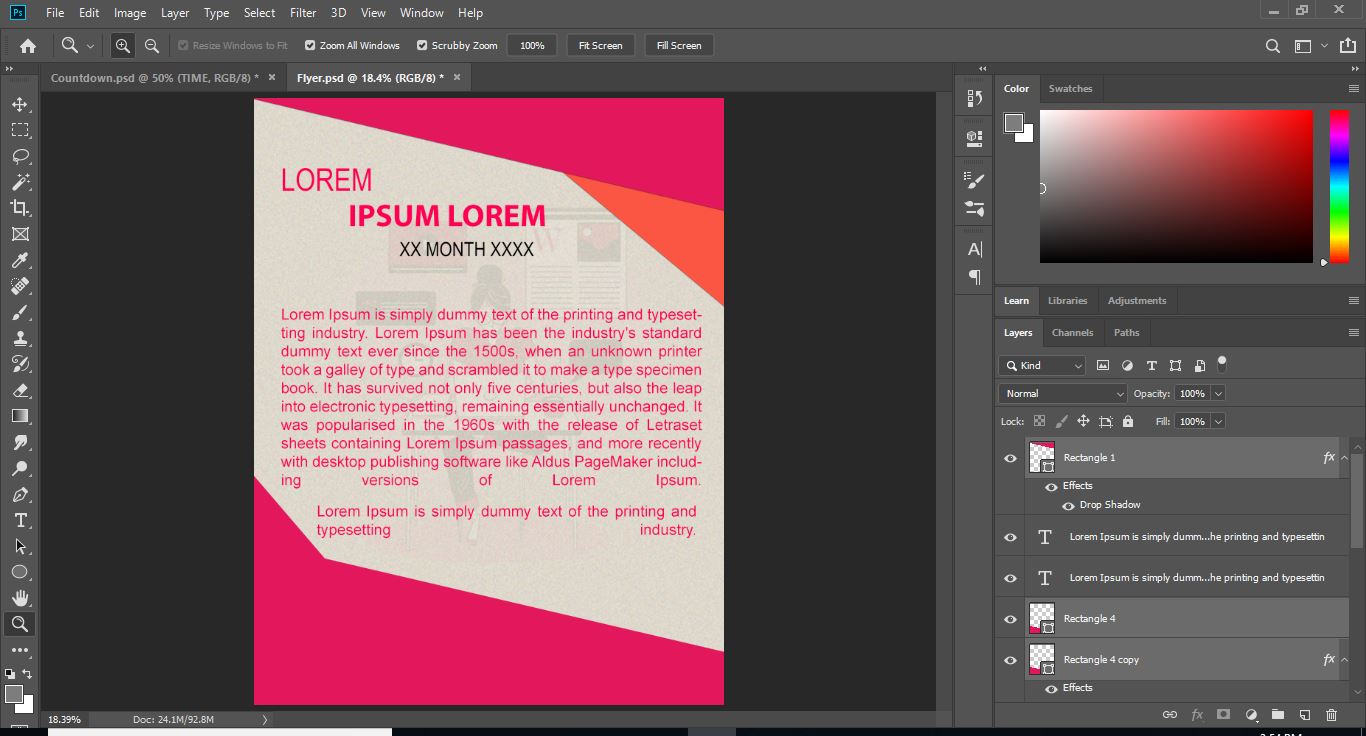 Ps File Edit Image Layer Type Select Filter 3D View Window Help
Resize Windows to Fit Zoom All Windows Scrubby Zoom 100% Fit Screen Fill Screen
Countdown.psd @ 50% (TIME, RGB/8) * Flyer.psd @ 18.4% (RGB/8) *
LOREM
IPSUM LOREM
XX MONTH XXXX
Lorem Ipsum is simply dummy text of the printing and typeset-
ting industry. Lorem Ipsum has been the industry's standard
dummy text ever since the 1500s, when an unknown printer
took a galley of type and scrambled it to make a type specimen
book. It has survived not only five centuries, but also the leap
into electronic typesetting, remaining essentially unchanged. It
was popularised in the 1960s with the release of Letraset
sheets containing Lorem Ipsum passages, and more recently
with desktop publishing software like Aldus PageMaker includ-
ing versions of Lorem Ipsum.
Lorem Ipsum is simply dummy text of the printing and
typesetting industry.
18.39% Doc: 24.1M/92.8M
Color Swatches
Learn Libraries Adjustments
Layers Channels Paths
Kind
Normal Opacity: 100%
Lock: Fill: 100%
Rectangle 1 fx
Effects
Drop Shadow
Lorem Ipsum is simply dumm...he printing and typesettin
Lorem Ipsum is simply dumm...he printing and typesettin
Rectangle 4
Rectangle 4 copy fx
Effects